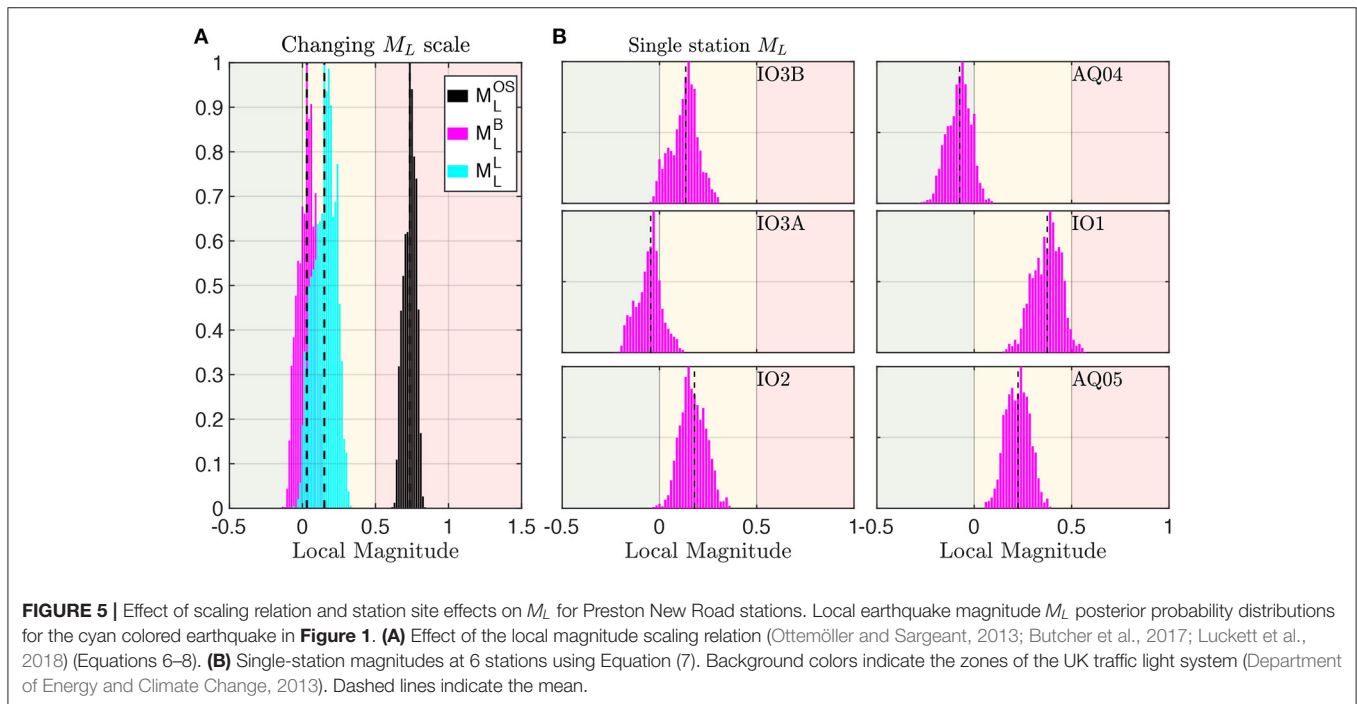 A
Changing M_L scale
1
0.9
0.8
0.7
0.6
0.5
0.4
0.3
0.2
0.1
0
-0.5 0 0.5 1 1.5
Local Magnitude
M_L^OS
M_L^B
M_L^L
B
Single station M_L
IO3B
AQ04
IO3A
IO1
IO2
AQ05
-0.5 0 0.5 1
-0.5 0 0.5 1
Local Magnitude
Local Magnitude
FIGURE 5 | Effect of scaling relation and station site effects on M_L for Preston New Road stations. Local earthquake magnitude M_L posterior probability distributions
for the cyan colored earthquake in Figure 1. (A) Effect of the local magnitude scaling relation (Ottemöller and Sargeant, 2013; Butcher et al., 2017; Luckett et al.,
2018) (Equations 6–8). (B) Single-station magnitudes at 6 stations using Equation (7). Background colors indicate the zones of the UK traffic light system (Department
of Energy and Climate Change, 2013). Dashed lines indicate the mean.